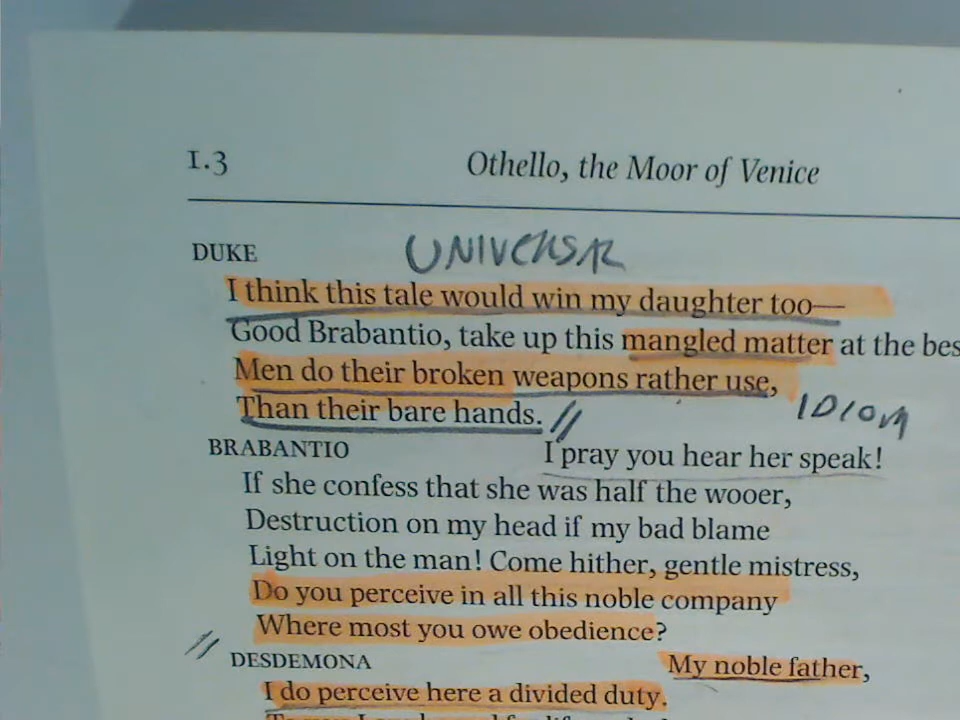 1.3 Othello, the Moor of Venice
DUKE UNIVERSAL
I think this tale would win my daughter too—
Good Brabantio, take up this mangled matter at the bes
Men do their broken weapons rather use,
Than their bare hands. // IDIOM
BRABANTIO I pray you hear her speak!
If she confess that she was half the wooer,
Destruction on my head if my bad blame
Light on the man! Come hither, gentle mistress,
Do you perceive in all this noble company
Where most you owe obedience?
// DESDEMONA My noble father,
I do perceive here a divided duty.